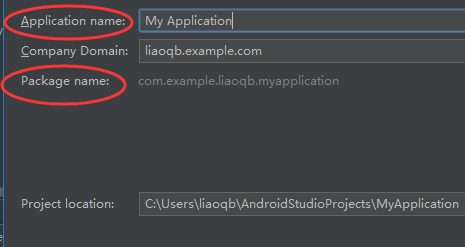 Application name: My Application
Company Domain: liaoqb.example.com
Package name: com.example.liaoqb.myapplication
Project location: C:\Users\liaoqb\AndroidStudioProjects\MyApplication